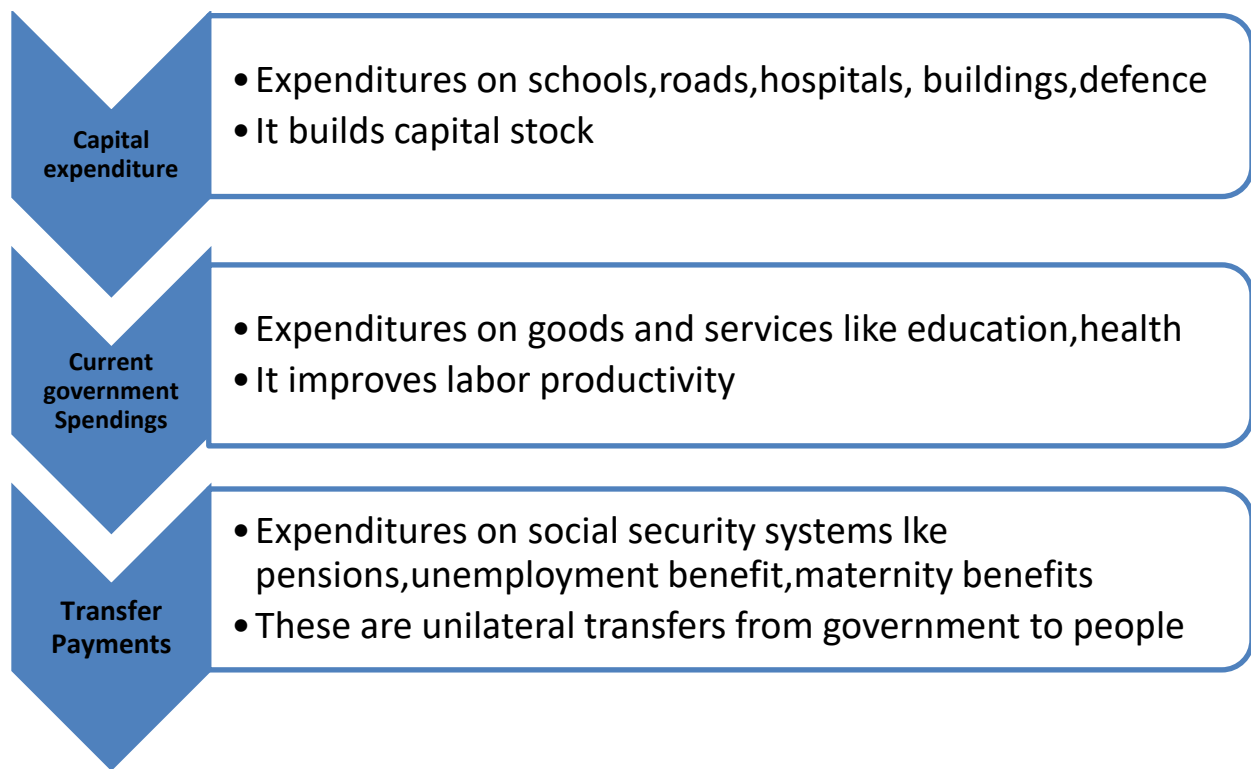 Capital
expenditure
• Expenditures on schools,roads,hospitals, buildings,defence
• It builds capital stock
Current
government
Spendings
• Expenditures on goods and services like education,health
• It improves labor productivity
Transfer
Payments
• Expenditures on social security systems lke
pensions,unemployment benefit,maternity benefits
• These are unilateral transfers from government to people